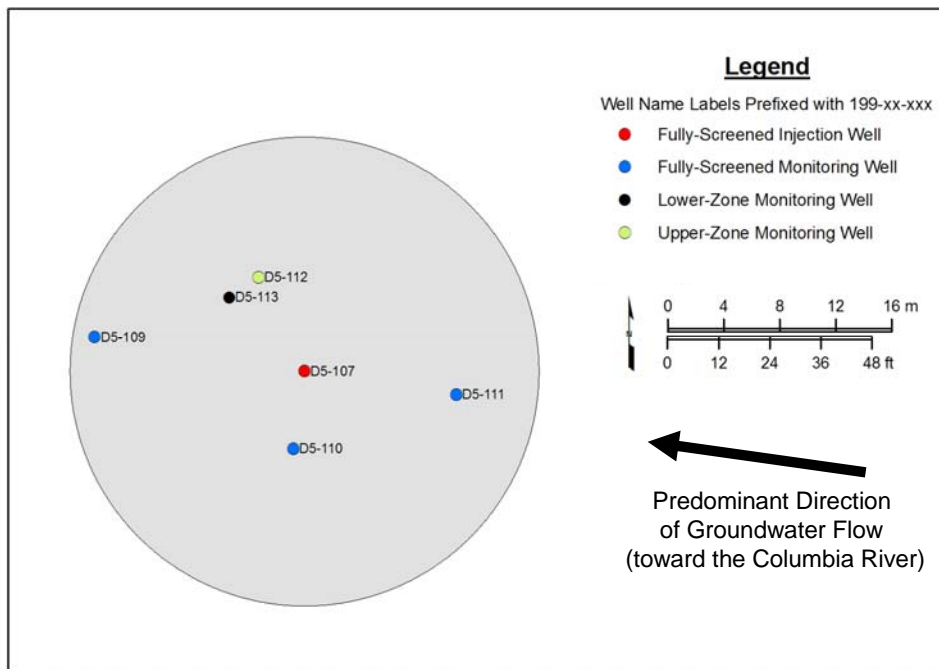 Legend
Well Name Labels Prefixed with 199-xx-xxx
Fully-Screened Injection Well
Fully-Screened Monitoring Well
Lower-Zone Monitoring Well
Upper-Zone Monitoring Well
D5-112
D5-113
D5-109
D5-107
D5-111
D5-110
N
0 4 8 12 16 m
0 12 24 36 48 ft
Predominant Direction
of Groundwater Flow
(toward the Columbia River)